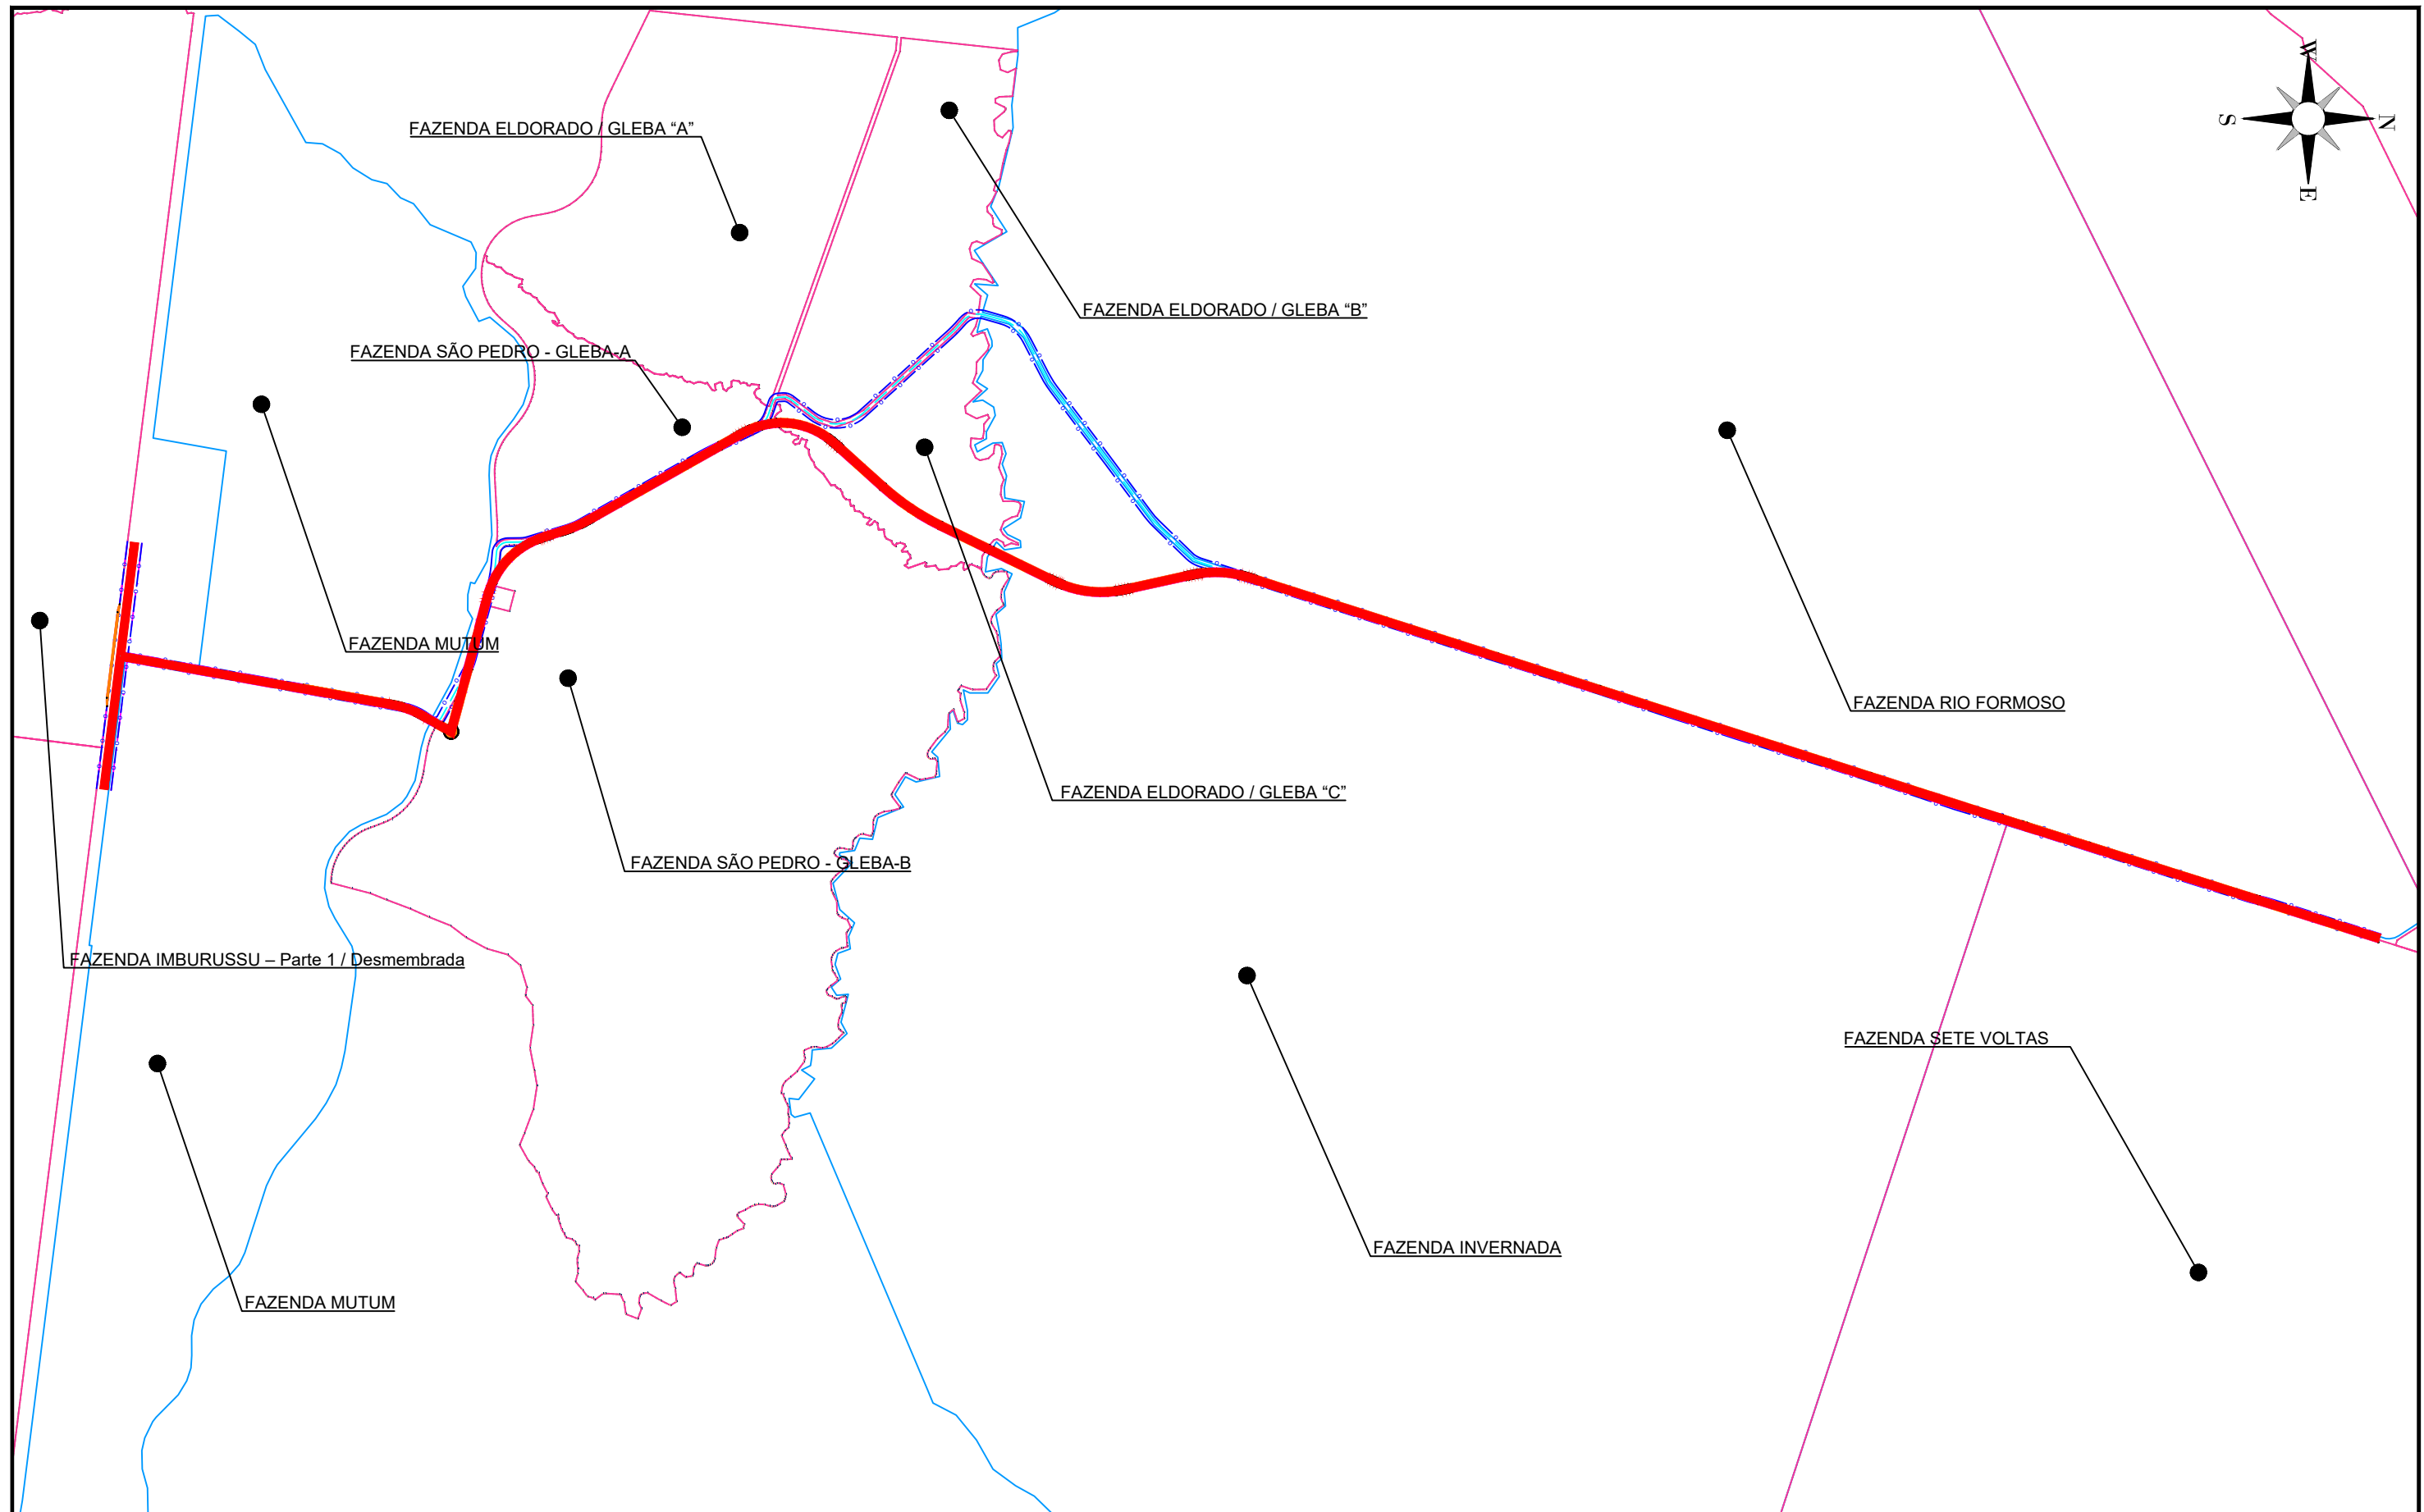 W
S
N
E
FAZENDA ELDORADO / GLEBA “A”
FAZENDA ELDORADO / GLEBA “B”
FAZENDA SÃO PEDRO - GLEBA-A
FAZENDA MUTUM
FAZENDA RIO FORMOSO
FAZENDA ELDORADO / GLEBA “C”
FAZENDA SÃO PEDRO - GLEBA-B
FAZENDA IMBURUSSU – Parte 1 / Desmembrada
FAZENDA SETE VOLTAS
FAZENDA INVERNADA
FAZENDA MUTUM